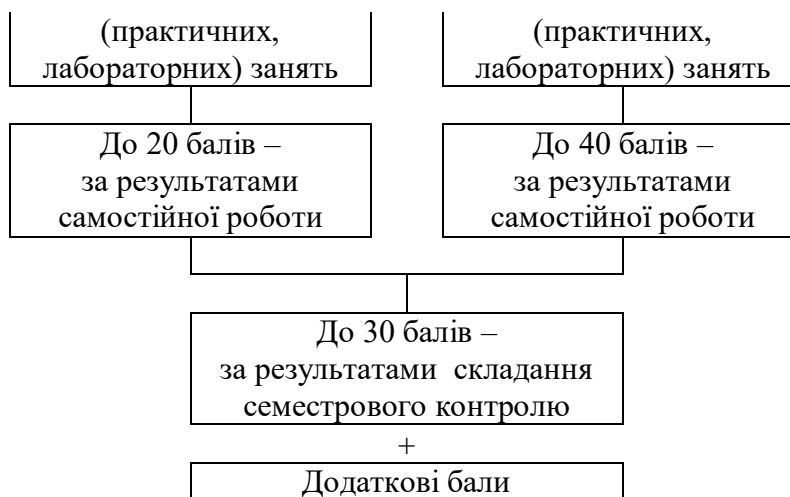 (практичних,
лабораторних) занять
(практичних,
лабораторних) занять
До 20 балів –
за результатами
самостійної роботи
До 40 балів –
за результатами
самостійної роботи
До 30 балів –
за результатами складання
семестрового контролю
+
Додаткові бали